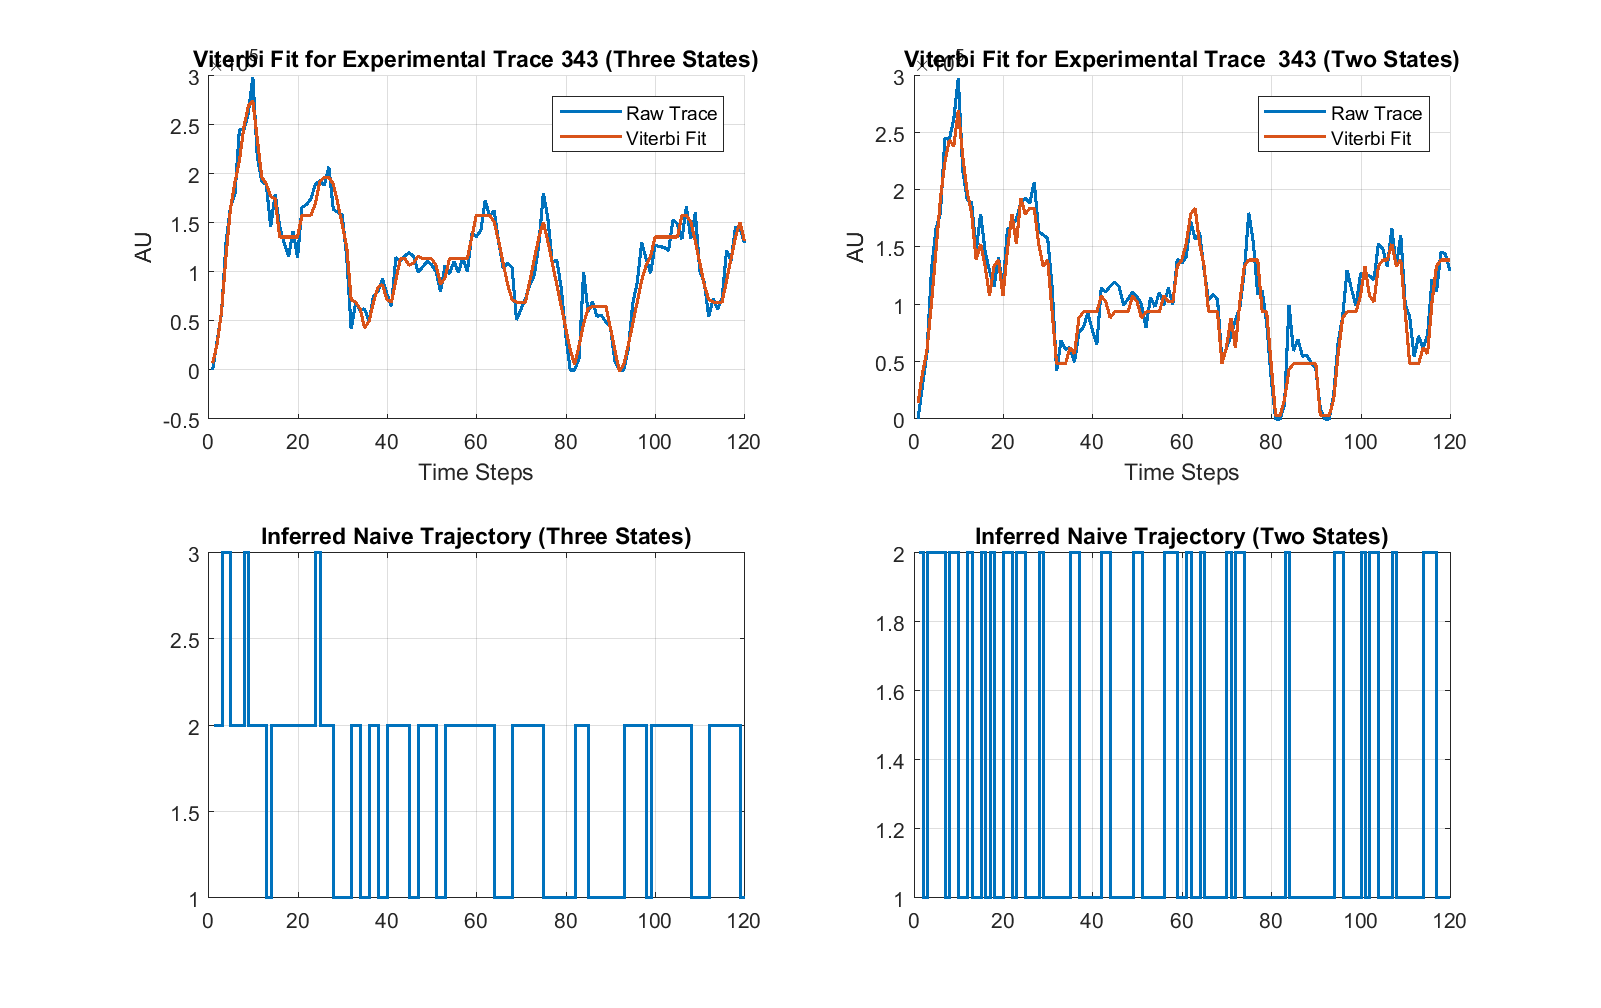 Viterbi Fit for Experimental Trace 343 (Three States)
×10^5
3
2.5
2
1.5
1
0.5
0
-0.5
AU
0 20 40 60 80 100 120
Time Steps
Raw Trace
Viterbi Fit
Viterbi Fit for Experimental Trace  343 (Two States)
×10^5
3
2.5
2
1.5
1
0.5
0
AU
0 20 40 60 80 100 120
Time Steps
Raw Trace
Viterbi Fit
Inferred Naive Trajectory (Three States)
3
2.5
2
1.5
1
0 20 40 60 80 100 120
Inferred Naive Trajectory (Two States)
2
1.8
1.6
1.4
1.2
1
0 20 40 60 80 100 120